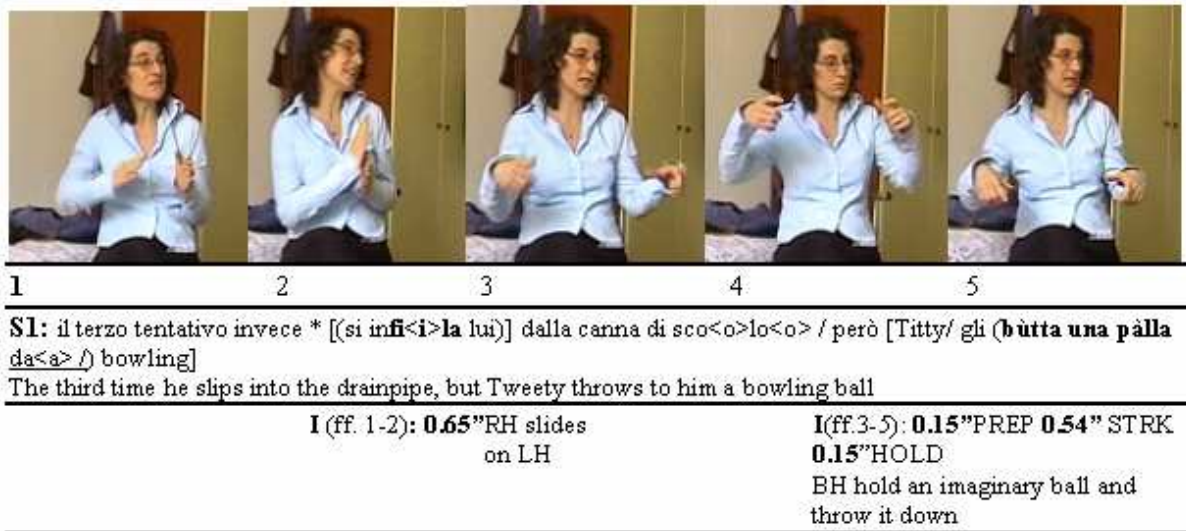 1 2 3 4 5
S1: il terzo tentativo invece * [(si infi<i>la lui)] dalla canna di sco<o>lo<o> / però [Titty/ gli (bùtta una pàlla
da<a> /) bowling]
The third time he slips into the drainpipe, but Tweety throws to him a bowling ball
I (ff. 1-2): 0.65”RH slides
on LH
I(ff.3-5): 0.15”PREP 0.54” STRK
0.15”HOLD
BH hold an imaginary ball and
throw it down